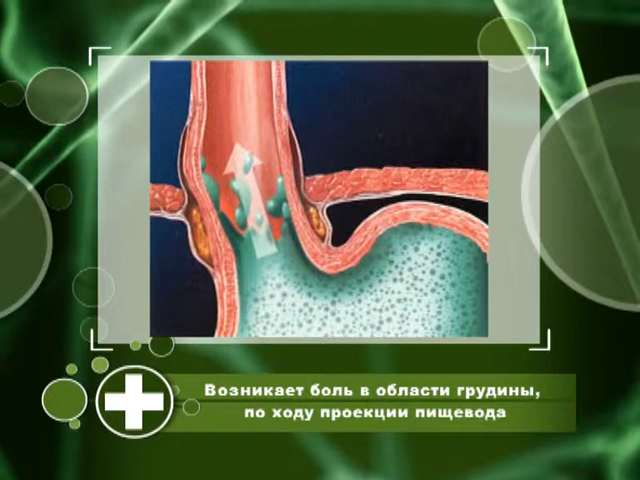 Возникает боль в области грудины,
по ходу проекции пищевода